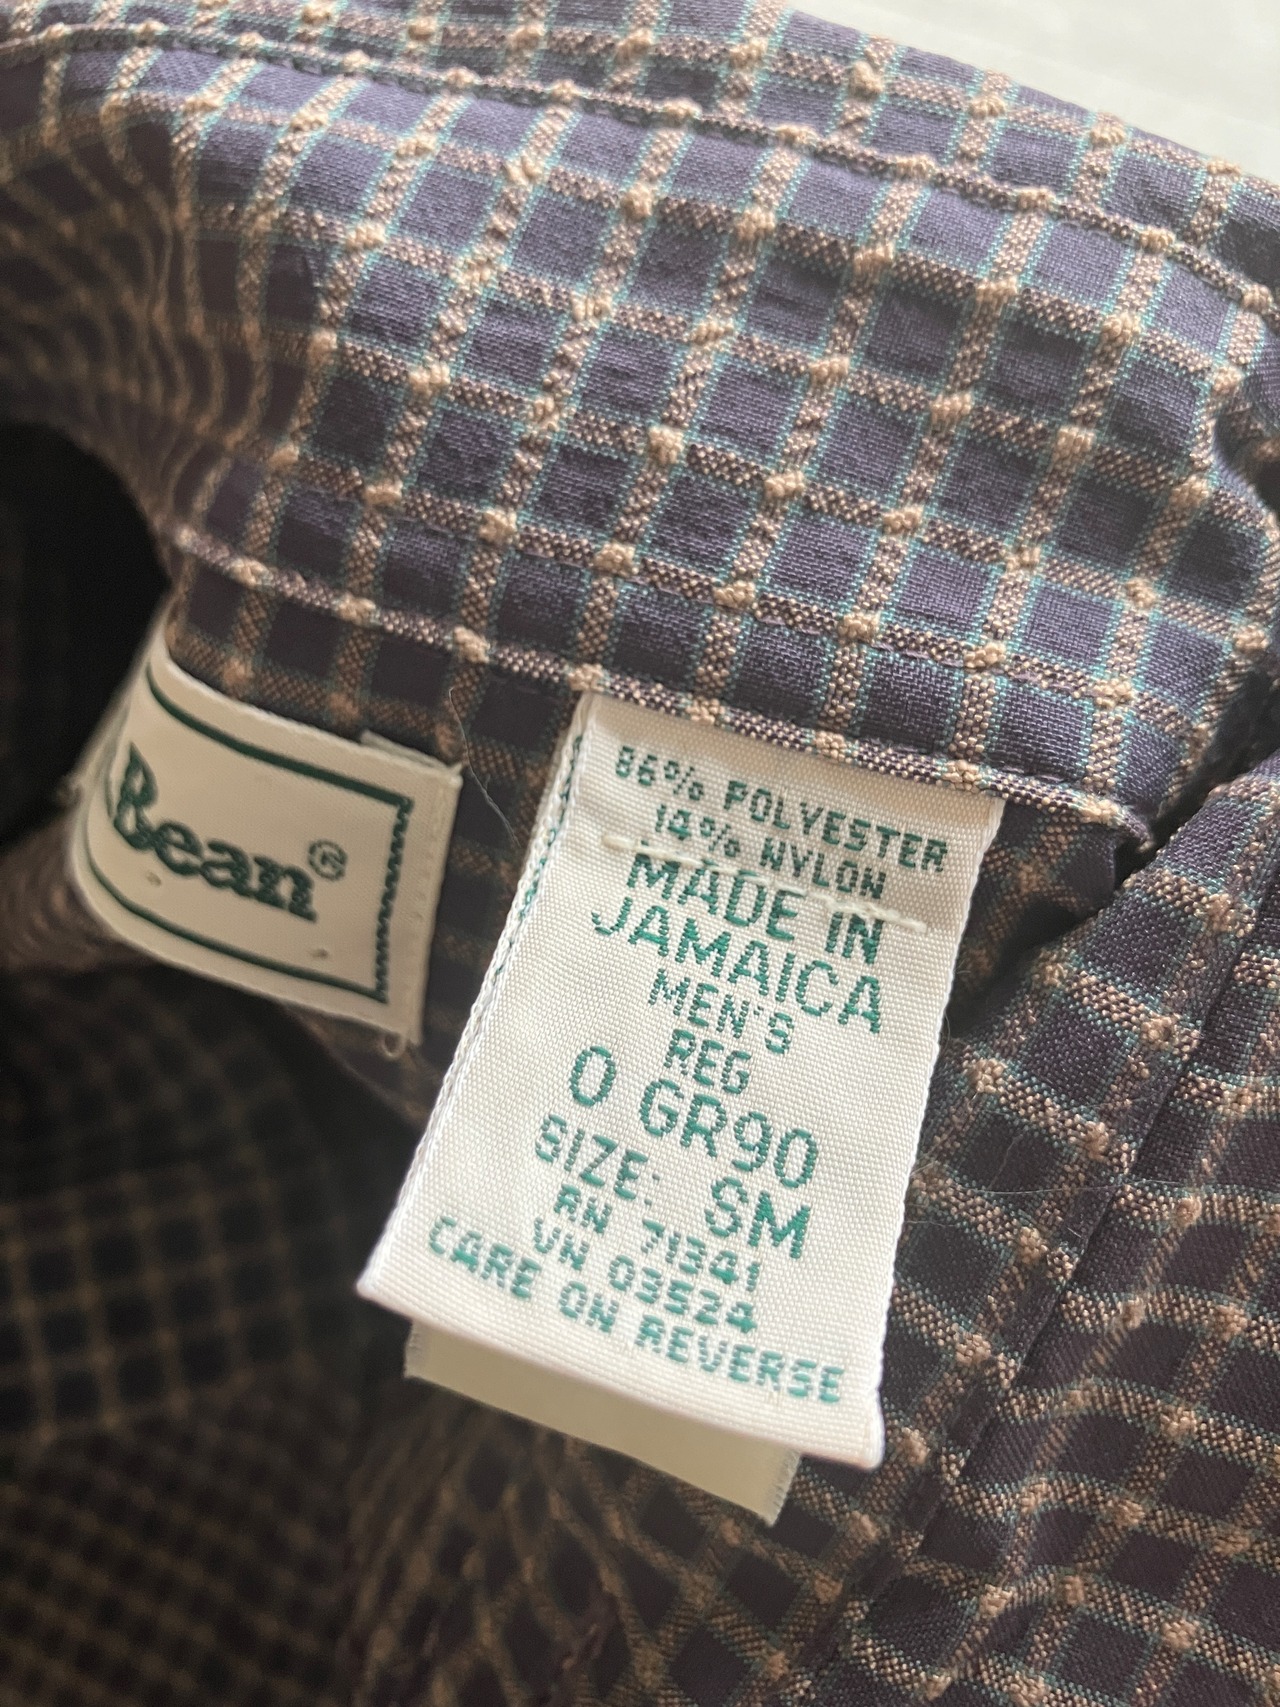 Bean®
86% POLYESTER
14% NYLON
MADE IN
JAMAICA
MEN'S
REG
0 GR90
SIZE: SM
RN 71341
VN 03524
CARE ON REVERSE